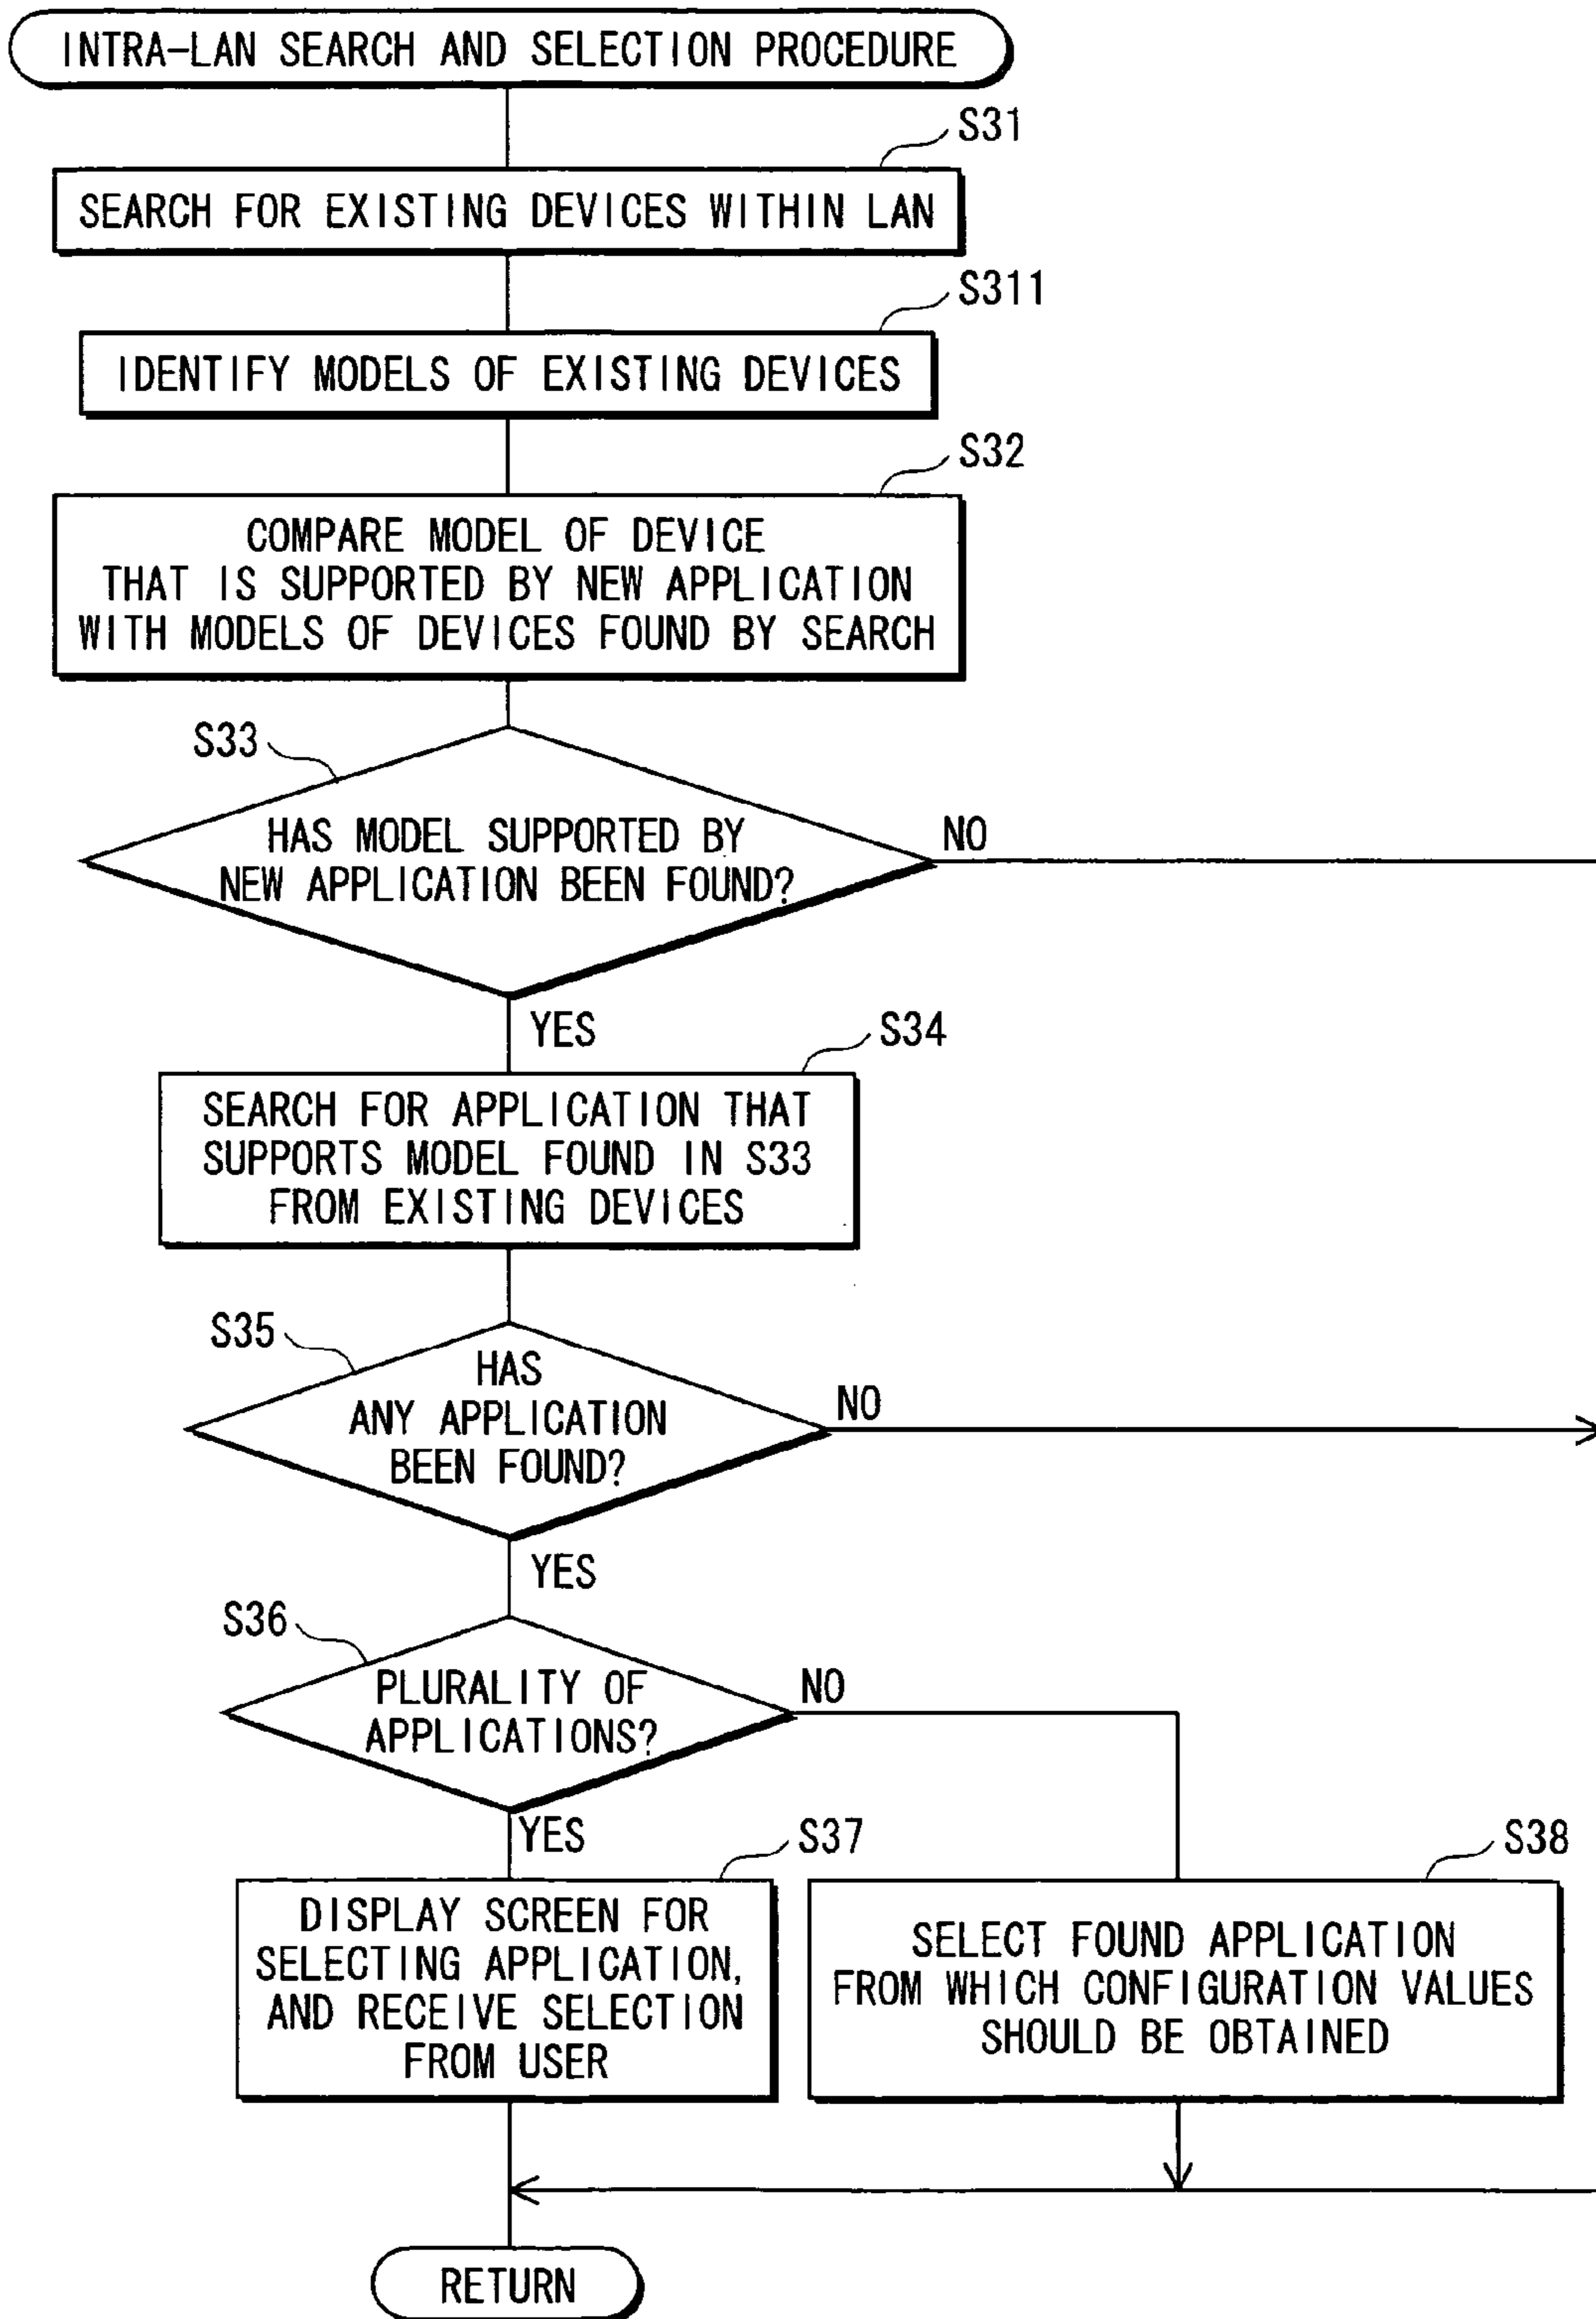 INTRA-LAN SEARCH AND SELECTION PROCEDURE
S31
SEARCH FOR EXISTING DEVICES WITHIN LAN
S311
IDENTIFY MODELS OF EXISTING DEVICES
S32
COMPARE MODEL OF DEVICE
THAT IS SUPPORTED BY NEW APPLICATION
WITH MODELS OF DEVICES FOUND BY SEARCH
S33
HAS MODEL SUPPORTED BY
NEW APPLICATION BEEN FOUND?
NO
YES
S34
SEARCH FOR APPLICATION THAT
SUPPORTS MODEL FOUND IN S33
FROM EXISTING DEVICES
S35
HAS
ANY APPLICATION
BEEN FOUND?
NO
YES
S36
PLURALITY OF
APPLICATIONS?
NO
YES
S37
DISPLAY SCREEN FOR
SELECTING APPLICATION,
AND RECEIVE SELECTION
FROM USER
S38
SELECT FOUND APPLICATION
FROM WHICH CONFIGURATION VALUES
SHOULD BE OBTAINED
RETURN